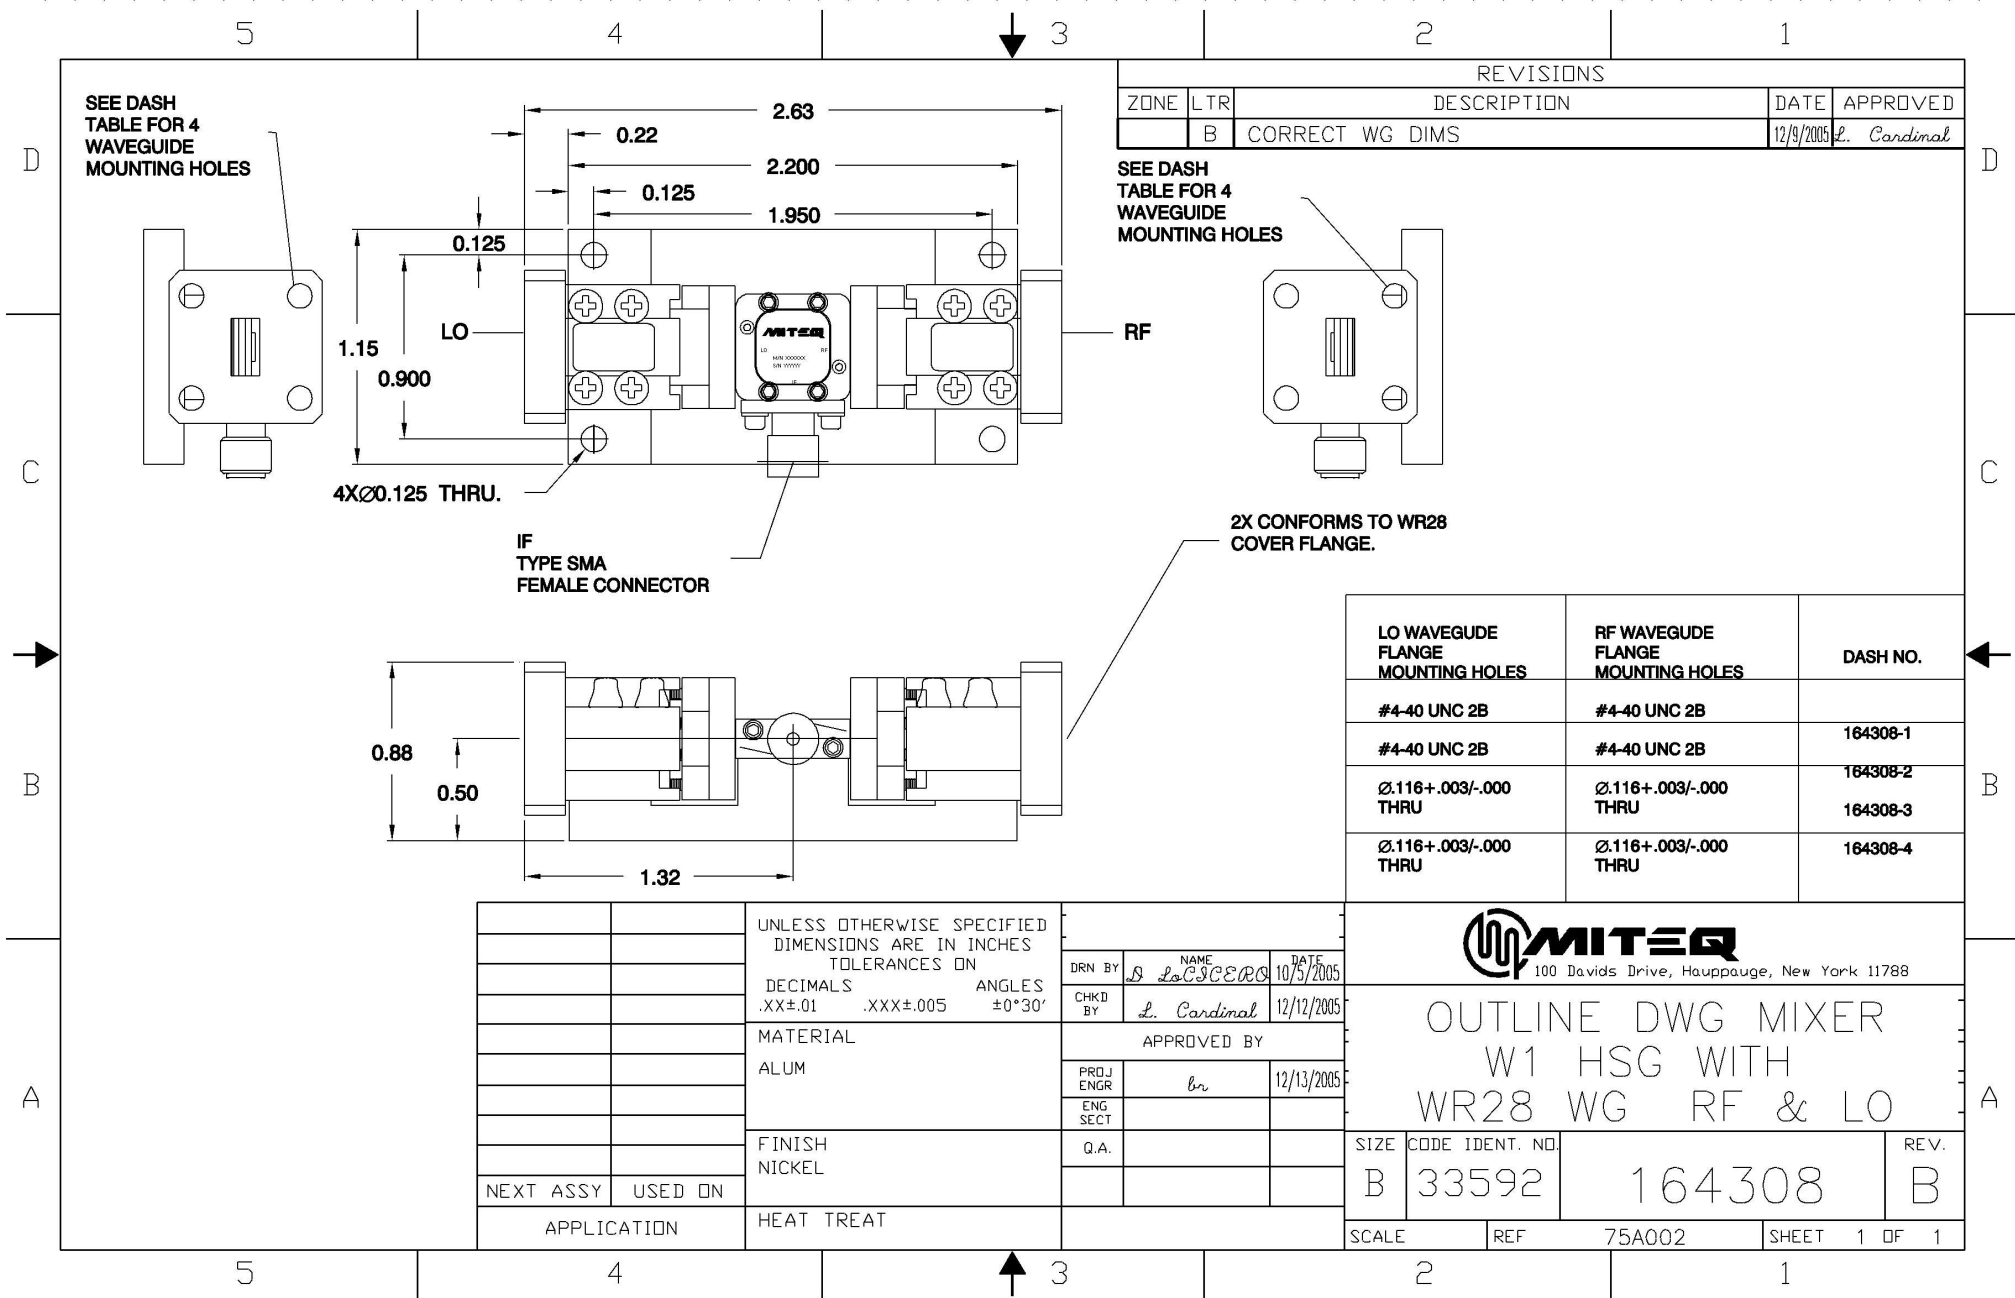 5 4 3 2 1
D
C
B
A
D
C
B
A
5 4 3 2 1
REVISIONS
ZONE LTR DESCRIPTION DATE APPROVED
B CORRECT WG DIMS 12/9/2005 L. Cardinal
SEE DASH
TABLE FOR 4
WAVEGUIDE
MOUNTING HOLES
2.63
0.22
2.200
0.125
1.950
0.125
1.15
0.900
LO
RF
MITEQ
LO RF
M/N XXXXXX
S/N YYYYY
IF
4X∅0.125 THRU.
IF
TYPE SMA
FEMALE CONNECTOR
SEE DASH
TABLE FOR 4
WAVEGUIDE
MOUNTING HOLES
2X CONFORMS TO WR28
COVER FLANGE.
0.88
0.50
1.32
LO WAVEGUDE
FLANGE
MOUNTING HOLES
RF WAVEGUDE
FLANGE
MOUNTING HOLES
DASH NO.
#4-40 UNC 2B #4-40 UNC 2B
164308-1
#4-40 UNC 2B #4-40 UNC 2B
164308-2
∅.116+.003/-.000
THRU
∅.116+.003/-.000
THRU
164308-3
∅.116+.003/-.000
THRU
∅.116+.003/-.000
THRU
164308-4
NEXT ASSY USED ON
APPLICATION
UNLESS OTHERWISE SPECIFIED
DIMENSIONS ARE IN INCHES
TOLERANCES ON
DECIMALS ANGLES
.XX±.01 .XXX±.005 ±0°30'
MATERIAL
ALUM
FINISH
NICKEL
HEAT TREAT
NAME DATE
DRN BY D LoCICERO 10/5/2005
CHKD
BY
L. Cardinal 12/12/2005
APPROVED BY
PROJ
ENGR
br 12/13/2005
ENG
SECT
Q.A.
MITEQ
100 Davids Drive, Hauppauge, New York 11788
OUTLINE DWG MIXER
W1 HSG WITH
WR28 WG RF & LO
SIZE CODE IDENT. NO. REV.
B 33592 164308 B
SCALE REF 75A002 SHEET 1 OF 1